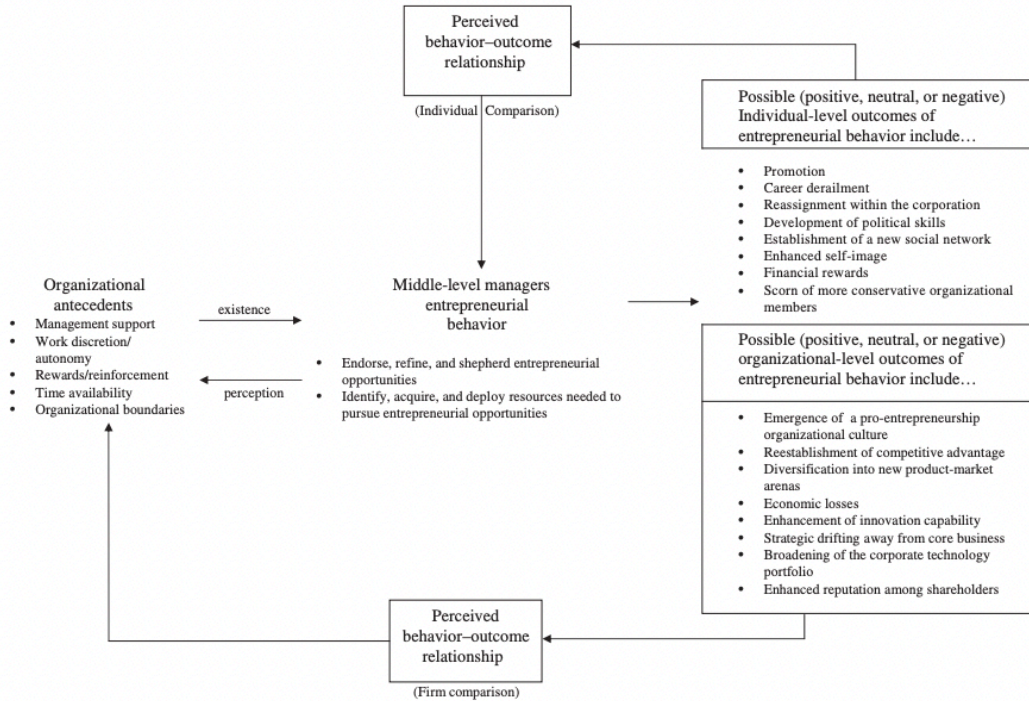 Perceived
behavior–outcome
relationship
(Individual Comparison)
Possible (positive, neutral, or negative)
Individual-level outcomes of
entrepreneurial behavior include…
• Promotion
• Career derailment
• Reassignment within the corporation
• Development of political skills
• Establishment of a new social network
• Enhanced self-image
• Financial rewards
• Scorn of more conservative organizational
members
Organizational
antecedents
• Management support
• Work discretion/
autonomy
• Rewards/reinforcement
• Time availability
• Organizational boundaries
existence
perception
Middle-level managers
entrepreneurial
behavior
• Endorse, refine, and shepherd entrepreneurial
opportunities
• Identify, acquire, and deploy resources needed to
pursue entrepreneurial opportunities
Possible (positive, neutral, or negative)
organizational-level outcomes of
entrepreneurial behavior include…
• Emergence of a pro-entrepreneurship
organizational culture
• Reestablishment of competitive advantage
• Diversification into new product-market
arenas
• Economic losses
• Enhancement of innovation capability
• Strategic drifting away from core business
• Broadening of the corporate technology
portfolio
• Enhanced reputation among shareholders
Perceived
behavior–outcome
relationship
(Firm comparison)